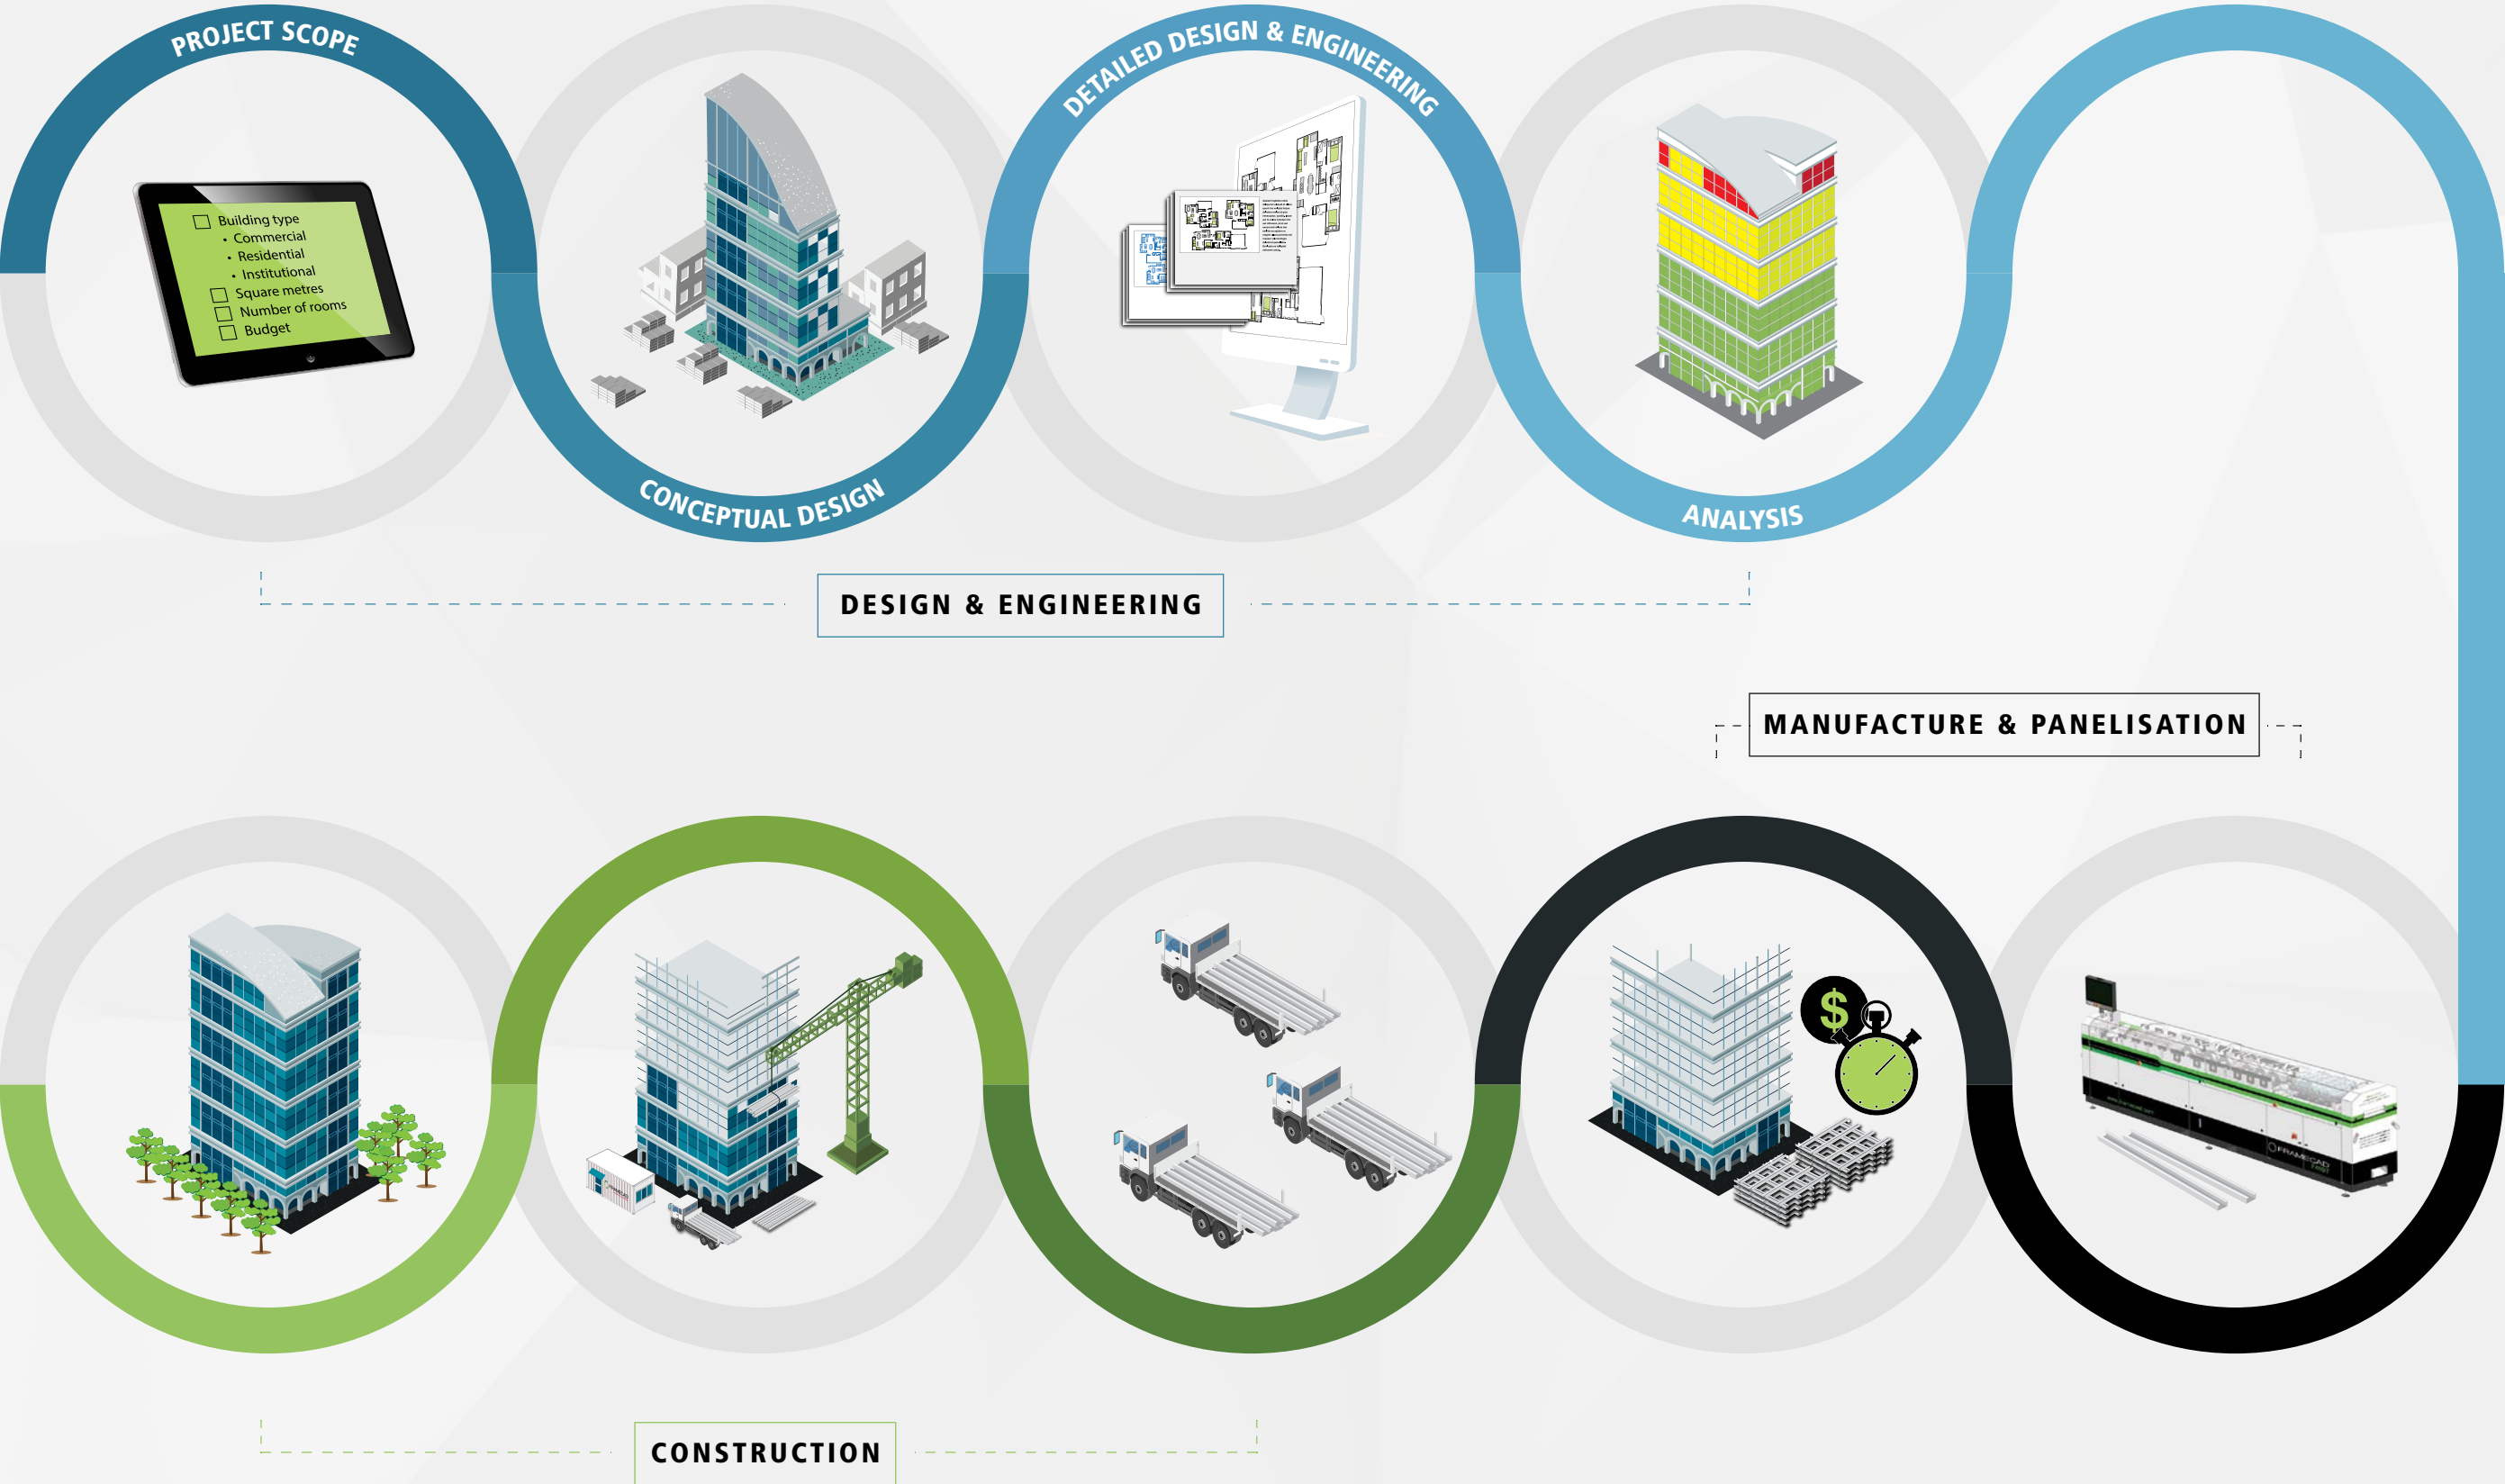 PROJECT SCOPE
DETAILED DESIGN & ENGINEERING
Building type
• Commercial
• Residential
• Institutional
Square metres
Number of rooms
Budget
CONCEPTUAL DESIGN
ANALYSIS
DESIGN & ENGINEERING
MANUFACTURE & PANELISATION
$
FRAMECAD
CONSTRUCTION